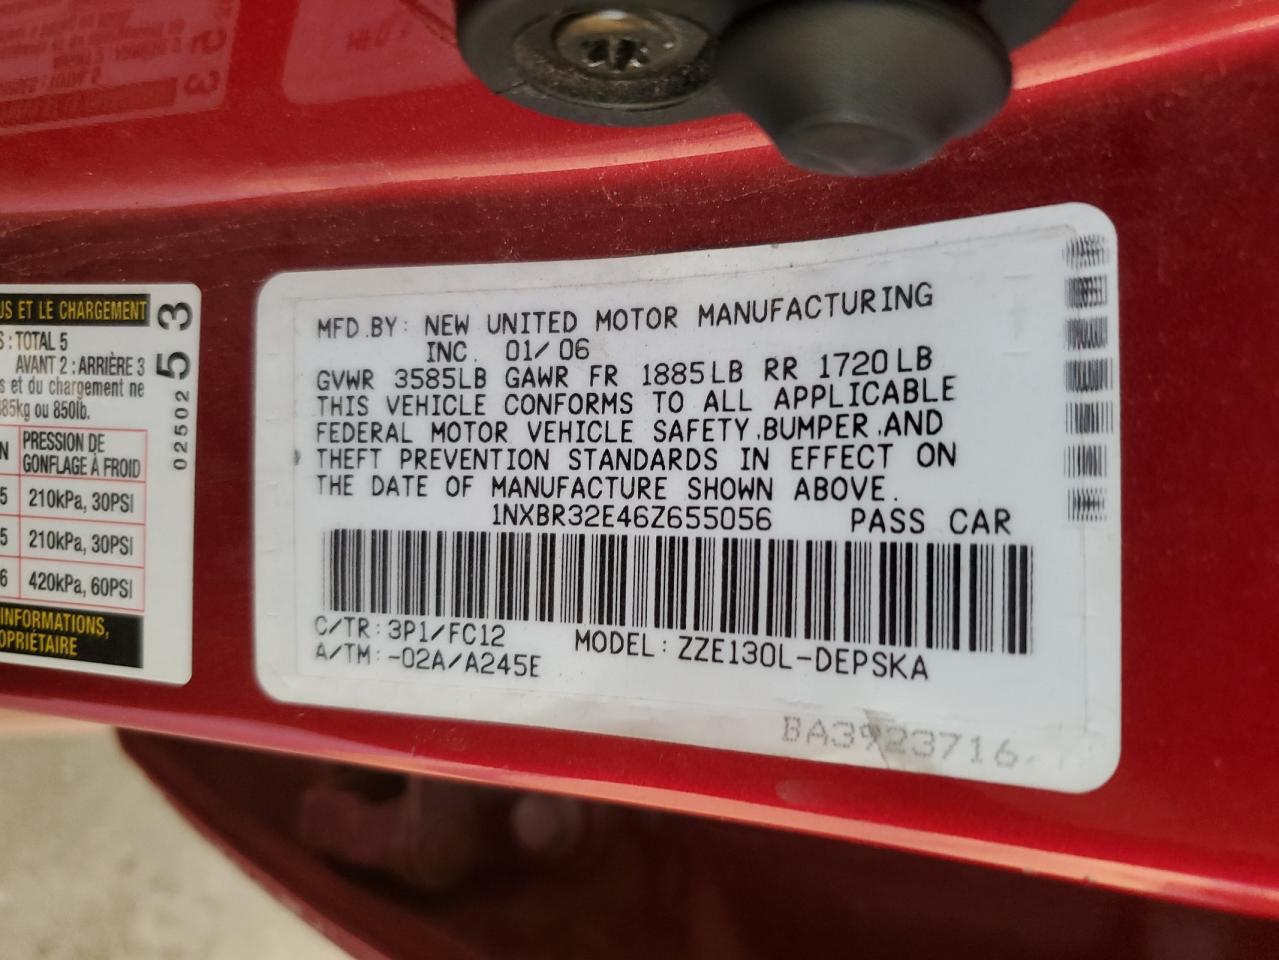 US ET LE CHARGEMENT
S : TOTAL 5
AVANT 2 : ARRIÈRE 3
s et du chargement ne
85kg ou 850lb.
N PRESSION DE
GONFLAGE À FROID
5 210kPa, 30PSI
5 210kPa, 30PSI
6 420kPa, 60PSI
INFORMATIONS,
OPRIÉTAIRE
02502 53
MFD.BY: NEW UNITED MOTOR MANUFACTURING
INC. 01/06
GVWR 3585LB GAWR FR 1885LB RR 1720LB
THIS VEHICLE CONFORMS TO ALL APPLICABLE
FEDERAL MOTOR VEHICLE SAFETY,BUMPER,AND
THEFT PREVENTION STANDARDS IN EFFECT ON
THE DATE OF MANUFACTURE SHOWN ABOVE.
1NXBR32E46Z655056 PASS CAR
C/TR: 3P1/FC12 MODEL: ZZE130L-DEPSKA
A/TM: -02A/A245E
BA3923716